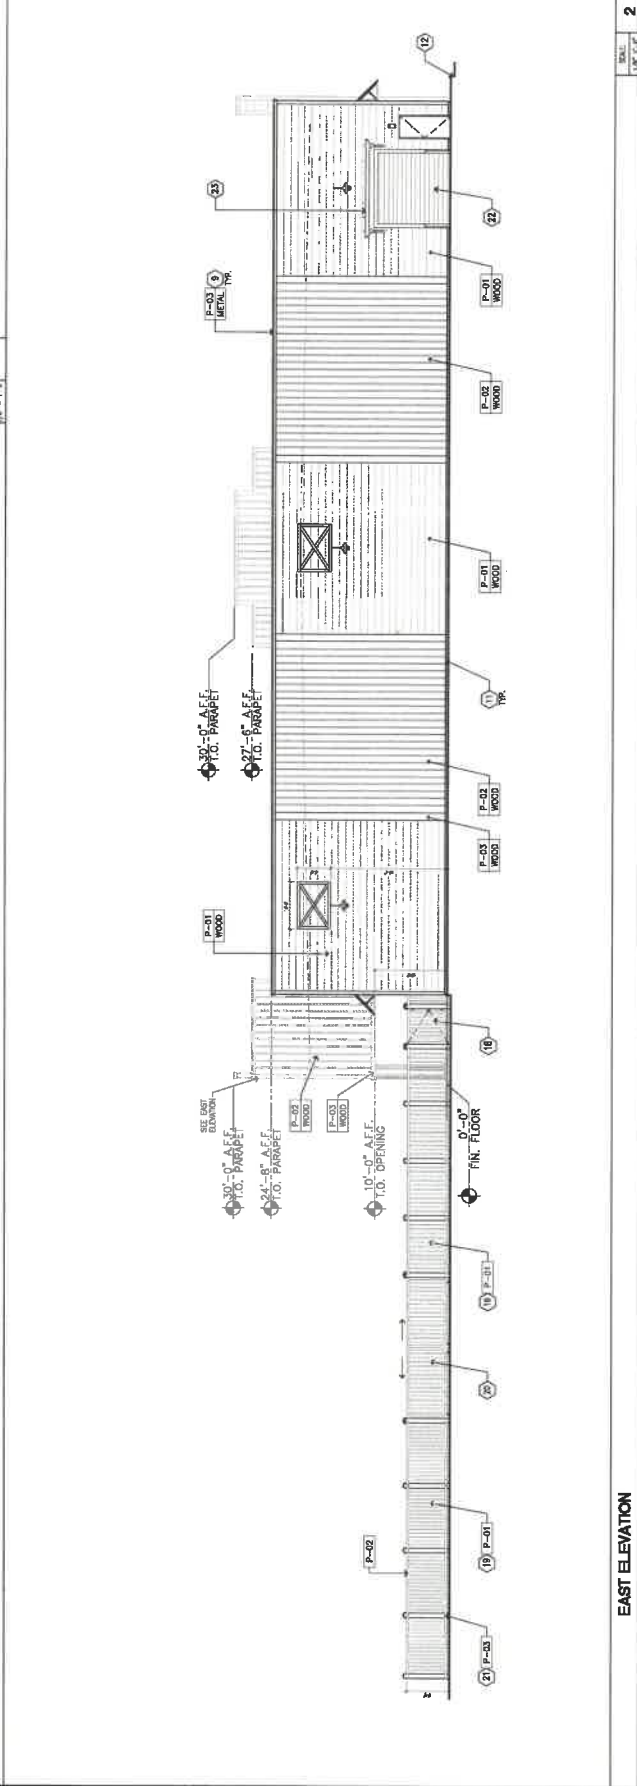 12
23
9
TYP.
P-03
METAL
22
P-01
WOOD
P-02
WOOD
P-01
WOOD
30'-0" A.F.F.
T.O. PARAPET
27'-6" A.F.F.
T.O. PARAPET
11
TYP.
P-02
WOOD
P-03
WOOD
P-01
WOOD
SEE EAST
ELEVATION
P-02
WOOD
P-03
WOOD
30'-0" A.F.F.
T.O. PARAPET
24'-8" A.F.F.
T.O. PARAPET
10'-0" A.F.F.
T.O. OPENING
0'-0"
FIN. FLOOR
18
19 P-01
20
P-02
19 P-01
21 P-03
EAST ELEVATION
SCALE:
2